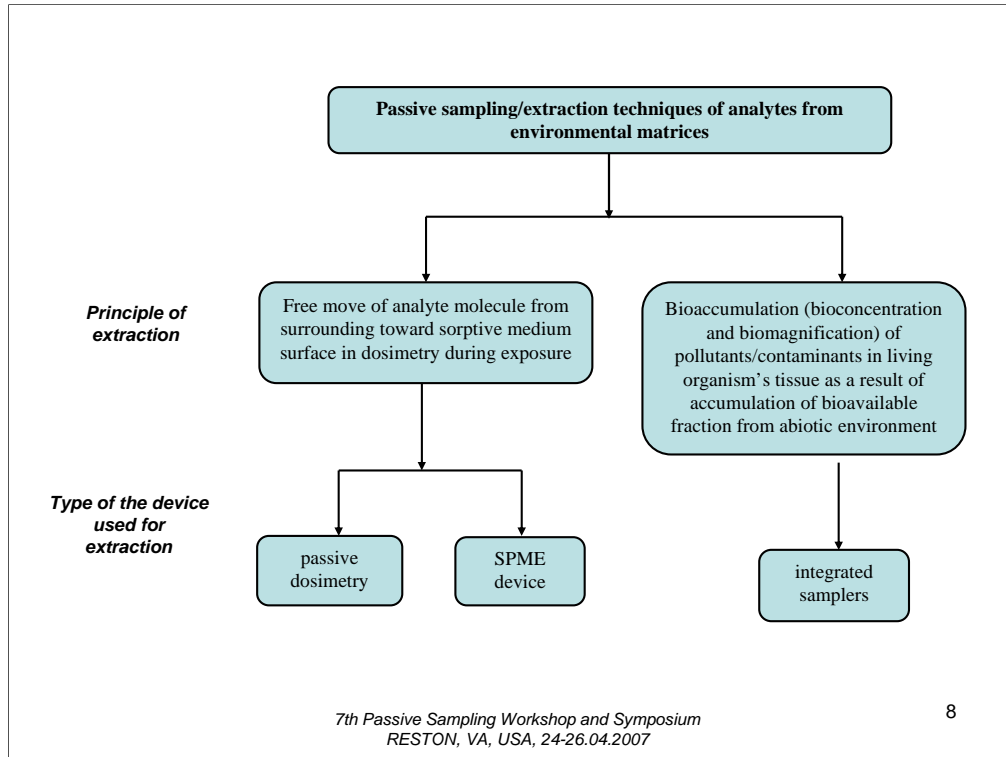 Passive sampling/extraction techniques of analytes from
environmental matrices
Principle of
extraction
Free move of analyte molecule from
surrounding toward sorptive medium
surface in dosimetry during exposure
Bioaccumulation (bioconcentration
and biomagnification) of
pollutants/contaminants in living
organism's tissue as a result of
accumulation of bioavailable
fraction from abiotic environment
Type of the device
used for
extraction
passive
dosimetry
SPME
device
integrated
samplers
7th Passive Sampling Workshop and Symposium
RESTON, VA, USA, 24-26.04.2007
8